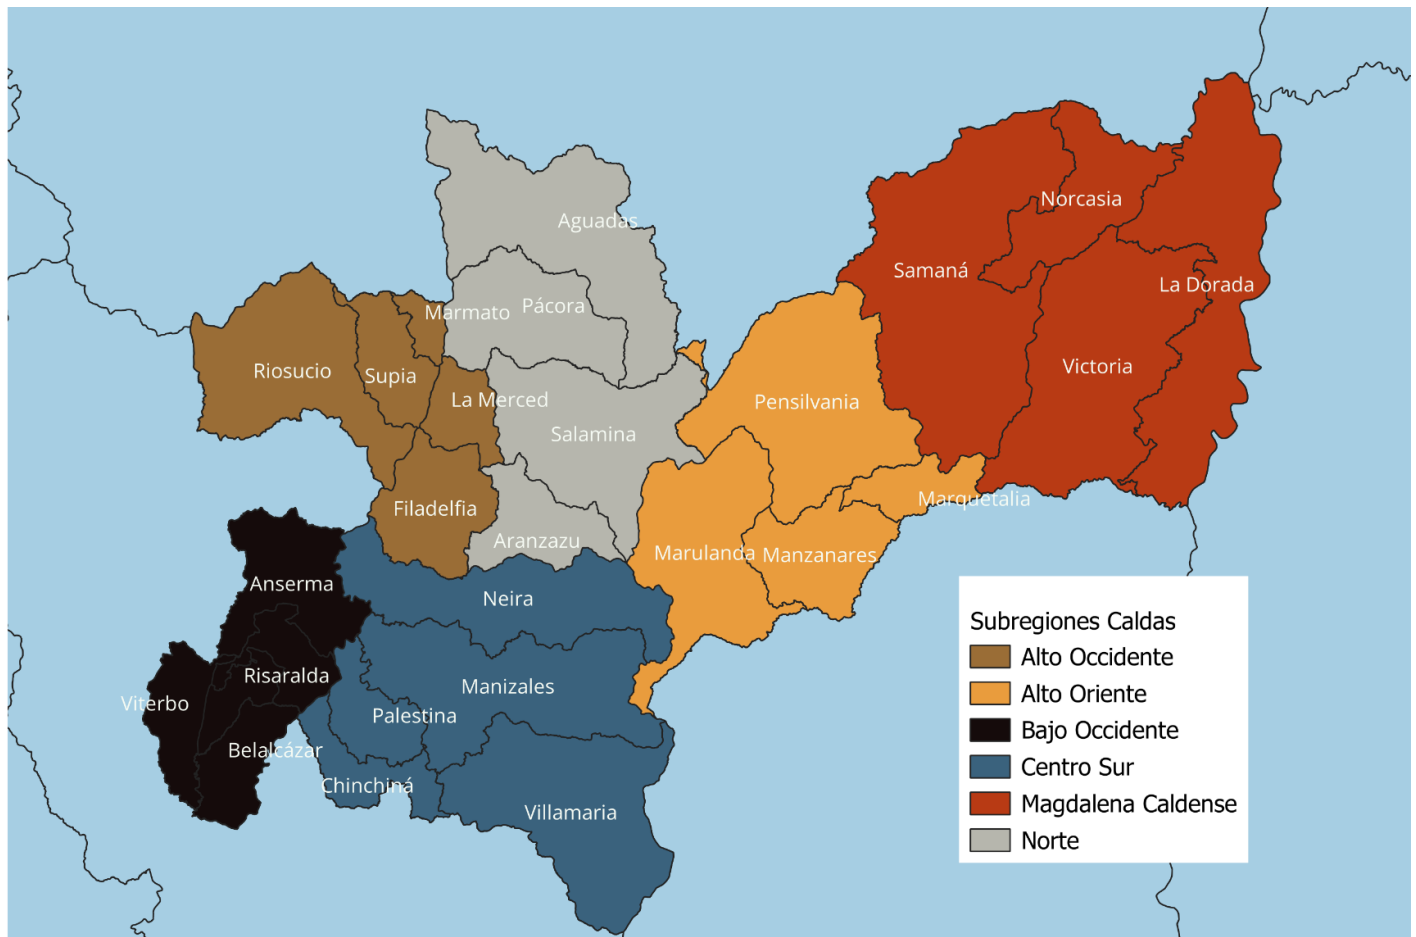 Aguadas
Norcasia
Samaná
La Dorada
Marmato
Pácora
Victoria
Riosucio
Supia
La Merced
Pensilvania
Salamina
Marquetalia
Filadelfia
Aranzazu
Marulanda
Manzanares
Anserma
Neira
Risaralda
Manizales
Viterbo
Palestina
Belalcázar
Chinchiná
Villamaria
Subregiones Caldas
Alto Occidente
Alto Oriente
Bajo Occidente
Centro Sur
Magdalena Caldense
Norte